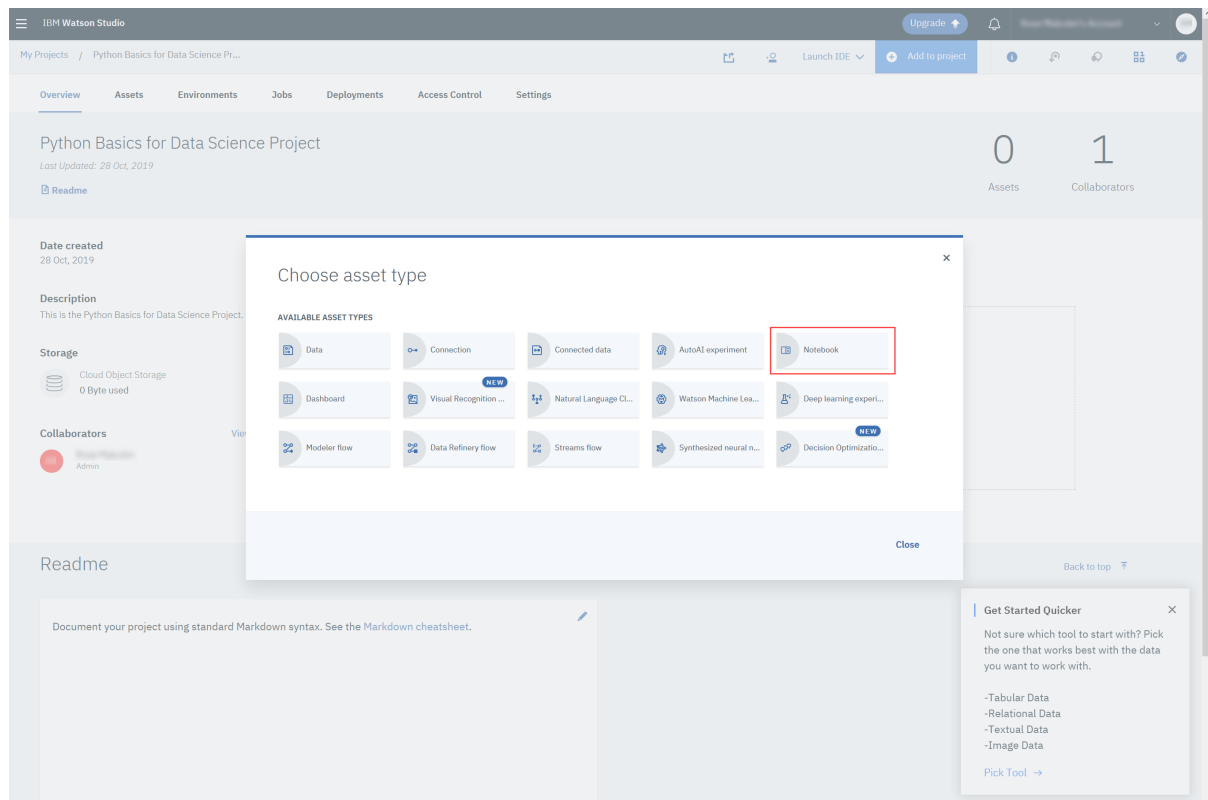 IBM Watson Studio
Upgrade
My Projects / Python Basics for Data Science Pr...
Launch IDE
Add to project
Overview Assets Environments Jobs Deployments Access Control Settings
Python Basics for Data Science Project
Last Updated: 28 Oct, 2019
Readme
0
Assets
1
Collaborators
Date created
28 Oct, 2019
Description
This is the Python Basics for Data Science Project.
Storage
Cloud Object Storage
0 Byte used
Collaborators
Vie
Admin
Choose asset type
AVAILABLE ASSET TYPES
Data
Connection
Connected data
AutoAI experiment
Notebook
Dashboard
NEW
Visual Recognition ...
Natural Language Cl...
Watson Machine Lea...
Deep learning experi...
Modeler flow
Data Refinery flow
Streams flow
Synthesized neural n...
NEW
Decision Optimizatio...
Close
Readme
Back to top
Document your project using standard Markdown syntax. See the Markdown cheatsheet.
Get Started Quicker
Not sure which tool to start with? Pick
the one that works best with the data
you want to work with.
-Tabular Data
-Relational Data
-Textual Data
-Image Data
Pick Tool